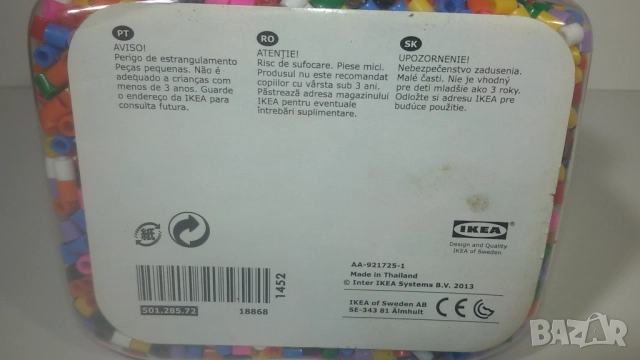 PT
AVISO!
Perigo de estrangulamento
Peças pequenas. Não é
adequado a crianças com
menos de 3 anos. Guarde
o endereço da IKEA para
consulta futura.
RO
ATENŢIE!
Risc de sufocare. Piese mici.
Produsul nu este recomandat
copiilor cu vârsta sub 3 ani.
Păstrează adresa magazinului
IKEA pentru eventuale
întrebări suplimentare.
SK
UPOZORNENIE!
Nebezpečenstvo zadusenia.
Malé časti. Nie je vhodný
pre deti mladšie ako 3 roky.
Odložte si adresu IKEA pre
budúce použitie.
紙
IKEA
Design and Quality
IKEA of Sweden
AA-921725-1
Made in Thailand
© Inter IKEA Systems B.V. 2013
1452
501.285.72
18868
IKEA of Sweden AB
SE-343 81 Älmhult
CE
BAZAR.BG